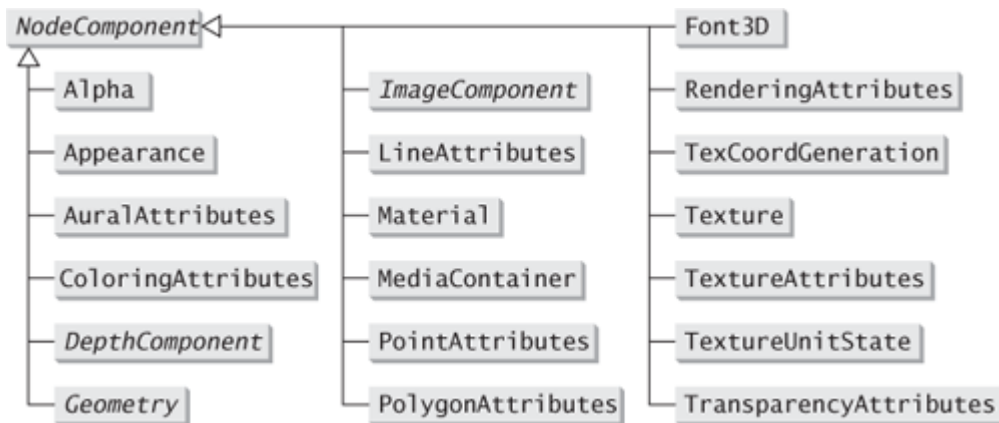 NodeComponent
Font3D
Alpha
ImageComponent
RenderingAttributes
Appearance
LineAttributes
TexCoordGeneration
AuralAttributes
Material
Texture
ColoringAttributes
MediaContainer
TextureAttributes
DepthComponent
PointAttributes
TextureUnitState
Geometry
PolygonAttributes
TransparencyAttributes